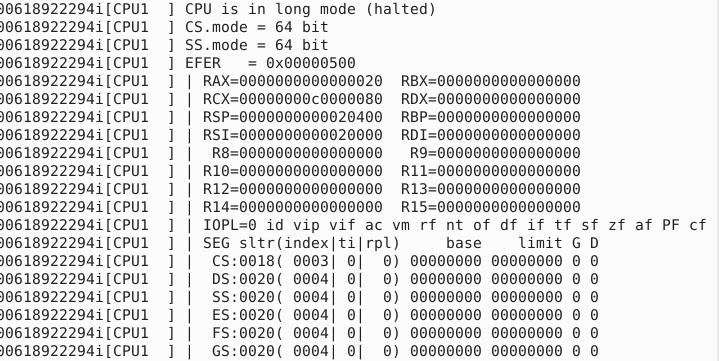 00618922294i[CPU1  ] CPU is in long mode (halted)
00618922294i[CPU1  ] CS.mode = 64 bit
00618922294i[CPU1  ] SS.mode = 64 bit
00618922294i[CPU1  ] EFER   = 0x00000500
00618922294i[CPU1  ] | RAX=0000000000000020  RBX=0000000000000000
00618922294i[CPU1  ] | RCX=00000000c0000080  RDX=0000000000000000
00618922294i[CPU1  ] | RSP=0000000000020400  RBP=0000000000000000
00618922294i[CPU1  ] | RSI=0000000000020000  RDI=0000000000000000
00618922294i[CPU1  ] |  R8=0000000000000000   R9=0000000000000000
00618922294i[CPU1  ] | R10=0000000000000000  R11=0000000000000000
00618922294i[CPU1  ] | R12=0000000000000000  R13=0000000000000000
00618922294i[CPU1  ] | R14=0000000000000000  R15=0000000000000000
00618922294i[CPU1  ] | IOPL=0 id vip vif ac vm rf nt of df if tf sf zf af PF cf
00618922294i[CPU1  ] | SEG sltr(index|ti|rpl)     base    limit G D
00618922294i[CPU1  ] |  CS:0018( 0003| 0|  0) 00000000 00000000 0 0
00618922294i[CPU1  ] |  DS:0020( 0004| 0|  0) 00000000 00000000 0 0
00618922294i[CPU1  ] |  SS:0020( 0004| 0|  0) 00000000 00000000 0 0
00618922294i[CPU1  ] |  ES:0020( 0004| 0|  0) 00000000 00000000 0 0
00618922294i[CPU1  ] |  FS:0020( 0004| 0|  0) 00000000 00000000 0 0
00618922294i[CPU1  ] |  GS:0020( 0004| 0|  0) 00000000 00000000 0 0